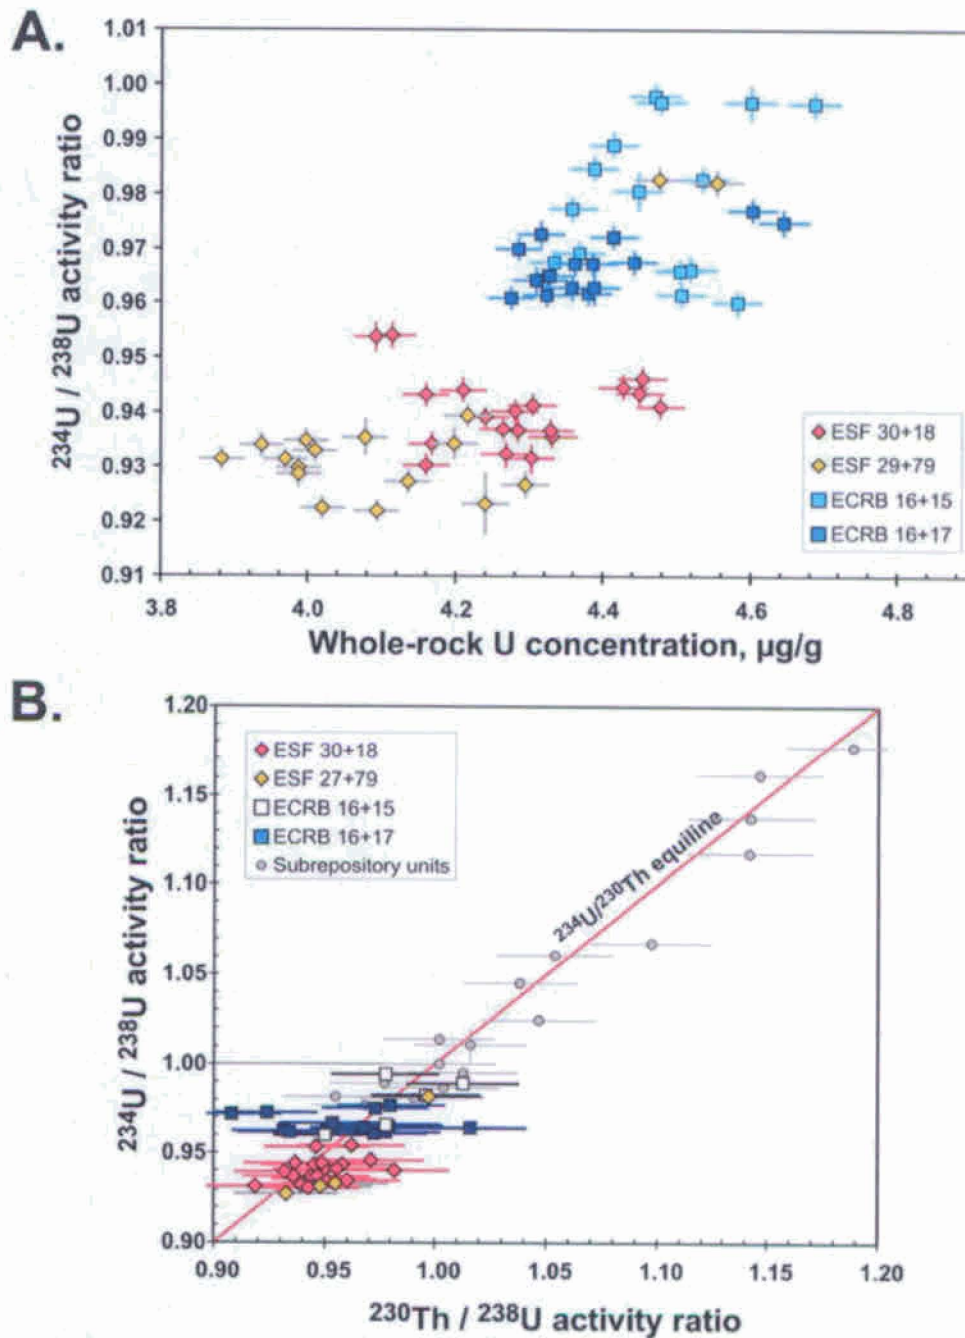 A.
1.01
1.00
0.99
0.98
0.97
0.96
0.95
0.94
0.93
0.92
0.91
234U / 238U activity ratio
ESF 30+18
ESF 29+79
ECRB 16+15
ECRB 16+17
3.8 4.0 4.2 4.4 4.6 4.8
Whole-rock U concentration, µg/g
B.
1.20
1.15
1.10
1.05
1.00
0.95
0.90
234U / 238U activity ratio
ESF 30+18
ESF 27+79
ECRB 16+15
ECRB 16+17
Subrepository units
234U/230Th equiline
0.90 0.95 1.00 1.05 1.10 1.15 1.20
230Th / 238U activity ratio